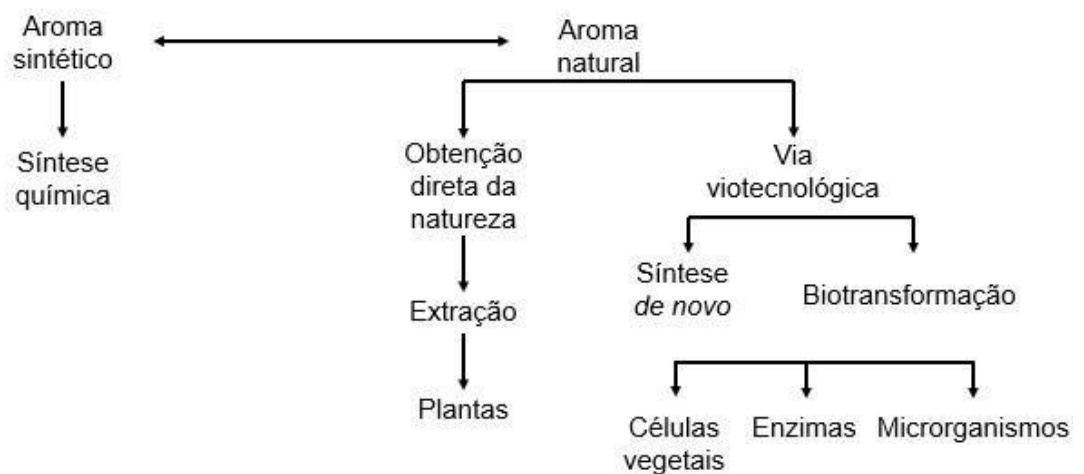 Aroma
sintético
Aroma
natural
Síntese
química
Obtenção
direta da
natureza
Via
viotecnológica
Síntese
de novo
Biotransformação
Extração
Plantas
Células
vegetais
Enzimas
Microrganismos